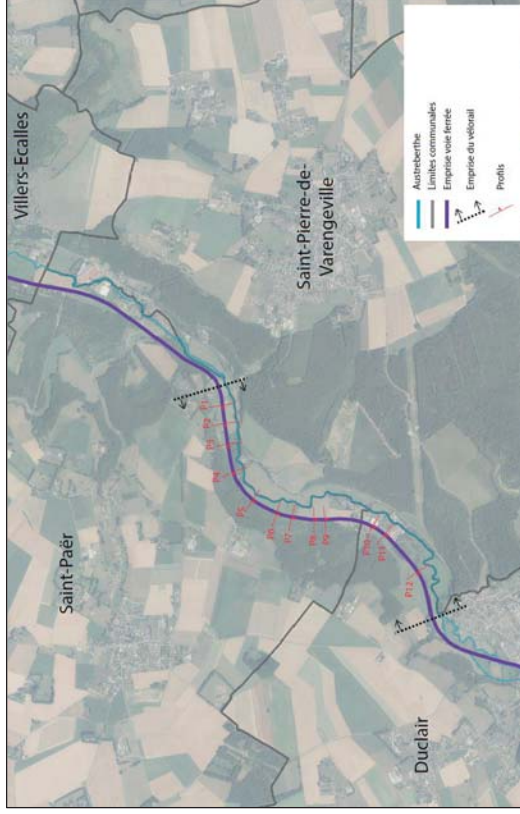 Villers-Ecalles
Saint-Paër
Saint-Pierre-de-
Varengeville
Duclair
P1
P2
P3
P4
P5
P6
P7
P8
P9
P10
P11
P12
Austreberthe
Limites communales
Emprise voie ferrée
Emprise du vélorail
Profils